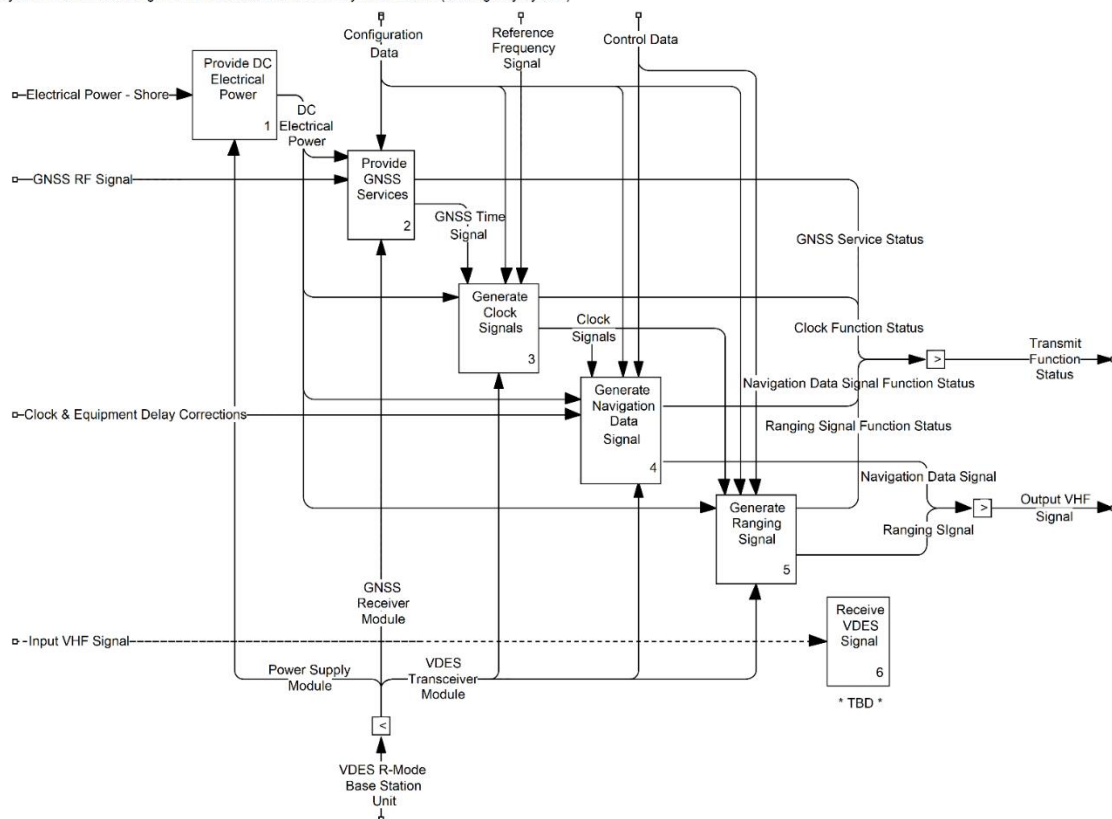 Configuration
Data
Reference
Frequency
Signal
Control Data
Provide DC
Electrical
Power
1
Electrical Power - Shore
DC
Electrical
Power
Provide
GNSS
Services
2
GNSS RF Signal
GNSS Time
Signal
GNSS Service Status
Generate
Clock
Signals
3
Clock
Signals
Clock Function Status
Transmit
Function
Status
>
Generate
Navigation
Data
Signal
4
Navigation Data Signal Function Status
Clock & Equipment Delay Corrections
Ranging Signal Function Status
Navigation Data Signal
Generate
Ranging
Signal
5
>
Output VHF
Signal
Ranging SIgnal
GNSS
Receiver
Module
Receive
VDES
Signal
6
* TBD *
Input VHF Signal
Power Supply
Module
VDES
Transceiver
Module
<
VDES R-Mode
Base Station
Unit